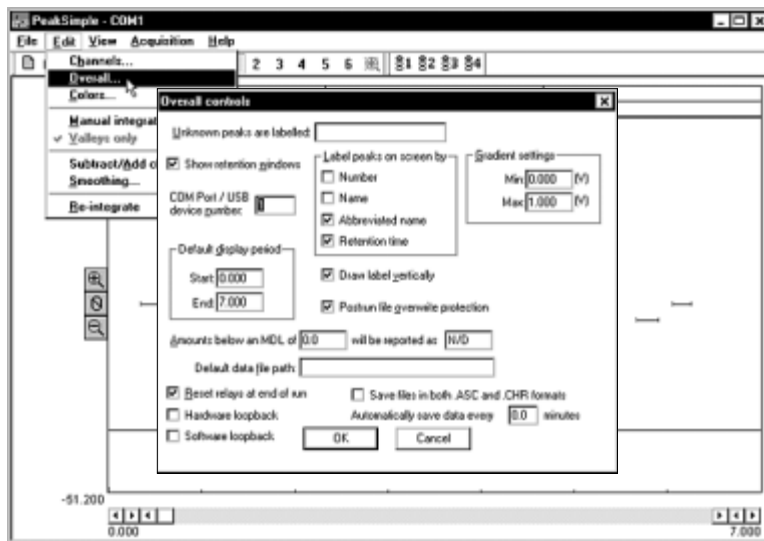 PeakSimple - COM1
File Edit View Acquisition Help
2 3 4 5 6 1 2 3 4
Channels...
Overall...
Colors...
Manual integrat
Valleys only
Subtract/Add o
Smoothing...
Re-integrate
Overall controls
Unknown peaks are labelled:
Show retention windows
COM Port / USB
device number:
Label peaks on screen by
Number
Name
Abbreviated name
Retention time
Gradient settings
Min: 0.000 (V)
Max: 1.000 (V)
Default display period
Start: 0.000
End: 7.000
Draw label vertically
Postrun file overwrite protection
Amounts below an MDL of 0.0 will be reported as N/D
Default data file path:
Reset relays at end of run
Save files in both .ASC and .CHR formats
Hardware loopback
Automatically save data every 0.0 minutes
Software loopback
OK
Cancel
-51.200
0.000
7.000